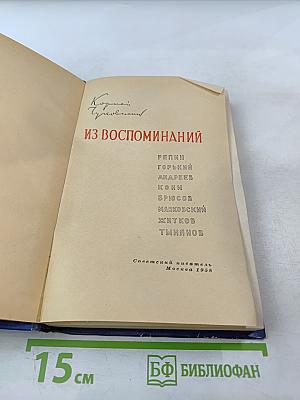 Корней
Чуковский
ИЗ ВОСПОМИНАНИЙ
РЕПИН
ГОРЬКИЙ
АНДРЕЕВ
КОНИ
БРЮСОВ
МАЯКОВСКИЙ
ЖИТКОВ
ТЫНЯНОВ
Советский писатель
Москва 1958
15 см
БФ БИБЛИОФАН